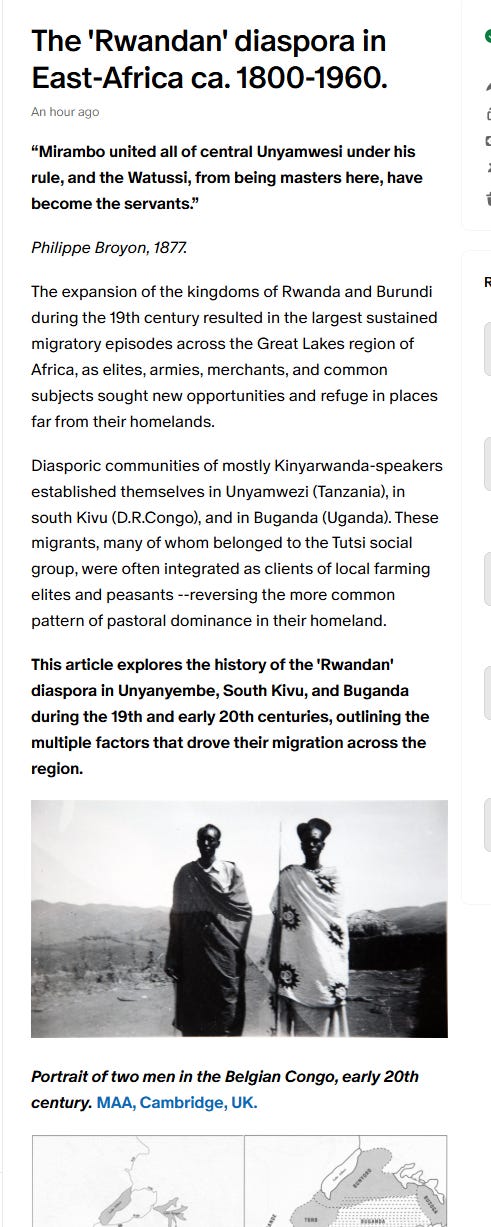 The 'Rwandan' diaspora in
East-Africa ca. 1800-1960.
An hour ago
“Mirambo united all of central Unyamwesi under his
rule, and the Watussi, from being masters here, have
become the servants.”
Philippe Broyon, 1877.
The expansion of the kingdoms of Rwanda and Burundi
during the 19th century resulted in the largest sustained
migratory episodes across the Great Lakes region of
Africa, as elites, armies, merchants, and common
subjects sought new opportunities and refuge in places
far from their homelands.
Diasporic communities of mostly Kinyarwanda-speakers
established themselves in Unyamwezi (Tanzania), in
south Kivu (D.R.Congo), and in Buganda (Uganda). These
migrants, many of whom belonged to the Tutsi social
group, were often integrated as clients of local farming
elites and peasants --reversing the more common
pattern of pastoral dominance in their homeland.
This article explores the history of the 'Rwandan'
diaspora in Unyanyembe, South Kivu, and Buganda
during the 19th and early 20th centuries, outlining the
multiple factors that drove their migration across the
region.
Portrait of two men in the Belgian Congo, early 20th
century. MAA, Cambridge, UK.
BUNYORO
BUSOGA
TORO
BUGANDA